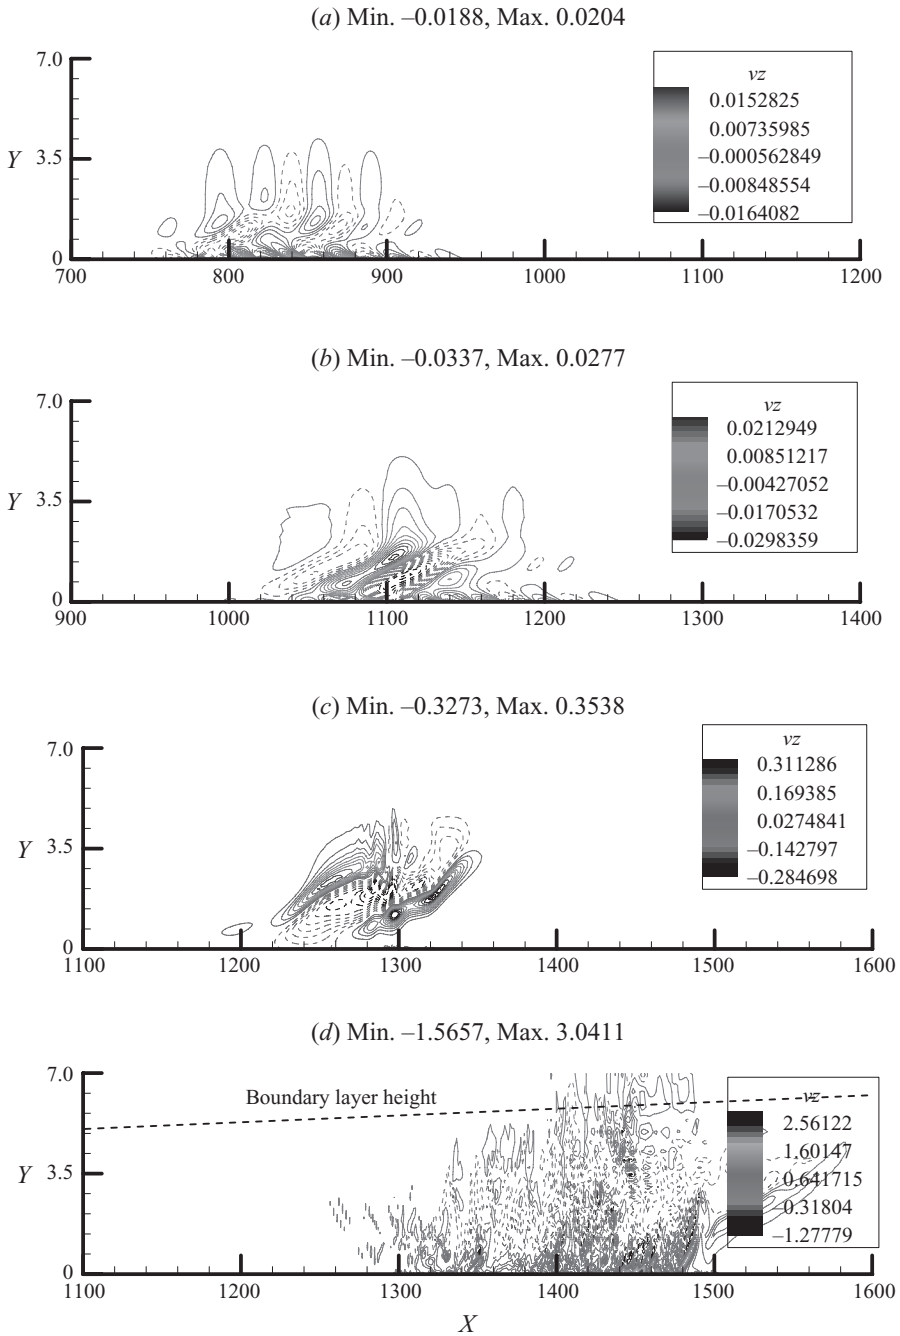 (a) Min. –0.0188, Max. 0.0204
7.0
vz
0.0152825
0.00735985
Y 3.5
–0.000562849
–0.00848554
–0.0164082
0
700 800 900 1000 1100 1200
(b) Min. –0.0337, Max. 0.0277
7.0
vz
0.0212949
0.00851217
Y 3.5
–0.00427052
–0.0170532
–0.0298359
0
900 1000 1100 1200 1300 1400
(c) Min. –0.3273, Max. 0.3538
7.0
vz
0.311286
0.169385
Y 3.5
0.0274841
–0.142797
–0.284698
0
1100 1200 1300 1400 1500 1600
(d) Min. –1.5657, Max. 3.0411
7.0
Boundary layer height
vz
2.56122
1.60147
Y 3.5
0.641715
–0.31804
–1.27779
0
1100 1200 1300 1400 1500 1600
X